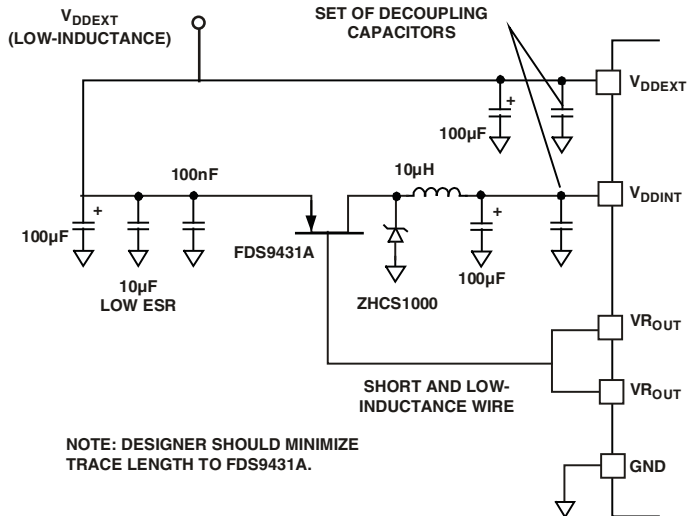 VDDEXT
(LOW-INDUCTANCE)
SET OF DECOUPLING
CAPACITORS
+
100µF
VDDEXT
100nF
10µH
VDDINT
+
100µF
FDS9431A
+
100µF
10µF
LOW ESR
ZHCS1000
VROUT
SHORT AND LOW-
INDUCTANCE WIRE
VROUT
NOTE: DESIGNER SHOULD MINIMIZE
TRACE LENGTH TO FDS9431A.
GND